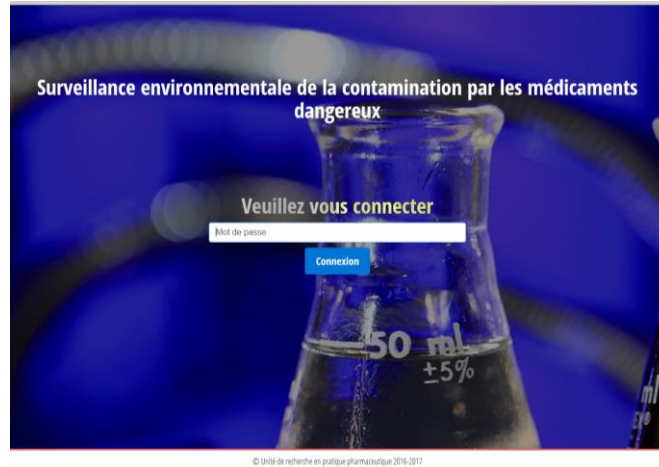 Surveillance environnementale de la contamination par les médicaments
dangereux
Veuillez vous connecter
Mot de passe
Connexion
50 ml
±5%
ml
© Unité de recherche en pratique pharmaceutique 2016-2017